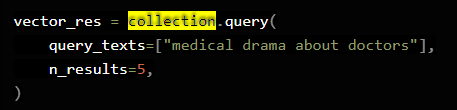 vector_res = collection.query(
    query_texts=["medical drama about doctors"],
    n_results=5,
)